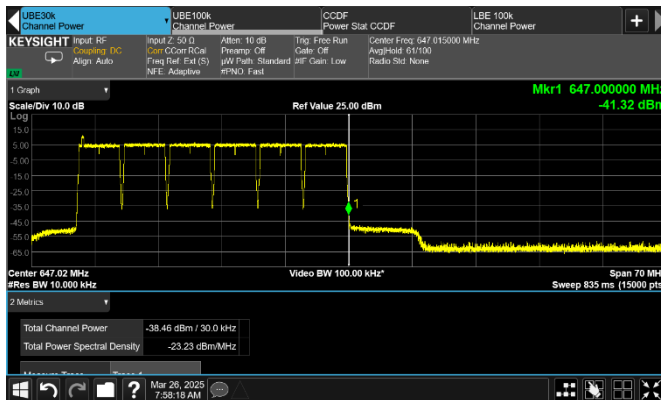 UBE30k
Channel Power
UBE100k
Channel Power
CCDF
Power Stat CCDF
LBE 100k
Channel Power
KEYSIGHT
Input: RF
Coupling: DC
Align: Auto
Input Z: 50 Ω
Corr CCorr RCal
Freq Ref: Ext (S)
NFE: Adaptive
Atten: 10 dB
Preamp: Off
µW Path: Standard
#PNO: Fast
Trig: Free Run
Gate: Off
#IF Gain: Low
Center Freq: 647.015000 MHz
Avg|Hold: 61/100
Radio Std: None
1 Graph
Mkr1 647.000000 MHz
-41.32 dBm
Scale/Div 10.0 dB
Ref Value 25.00 dBm
Log
15.0
5.00
-5.00
-15.0
-25.0
-35.0
-45.0
-55.0
-65.0
1
Center 647.02 MHz
#Res BW 10.000 kHz
Video BW 100.00 kHz*
Span 70 MH
Sweep 835 ms (15000 pts
2 Metrics
Total Channel Power
-38.46 dBm / 30.0 kHz
Total Power Spectral Density
-23.23 dBm/MHz
?
Mar 26, 2025
7:58:18 AM